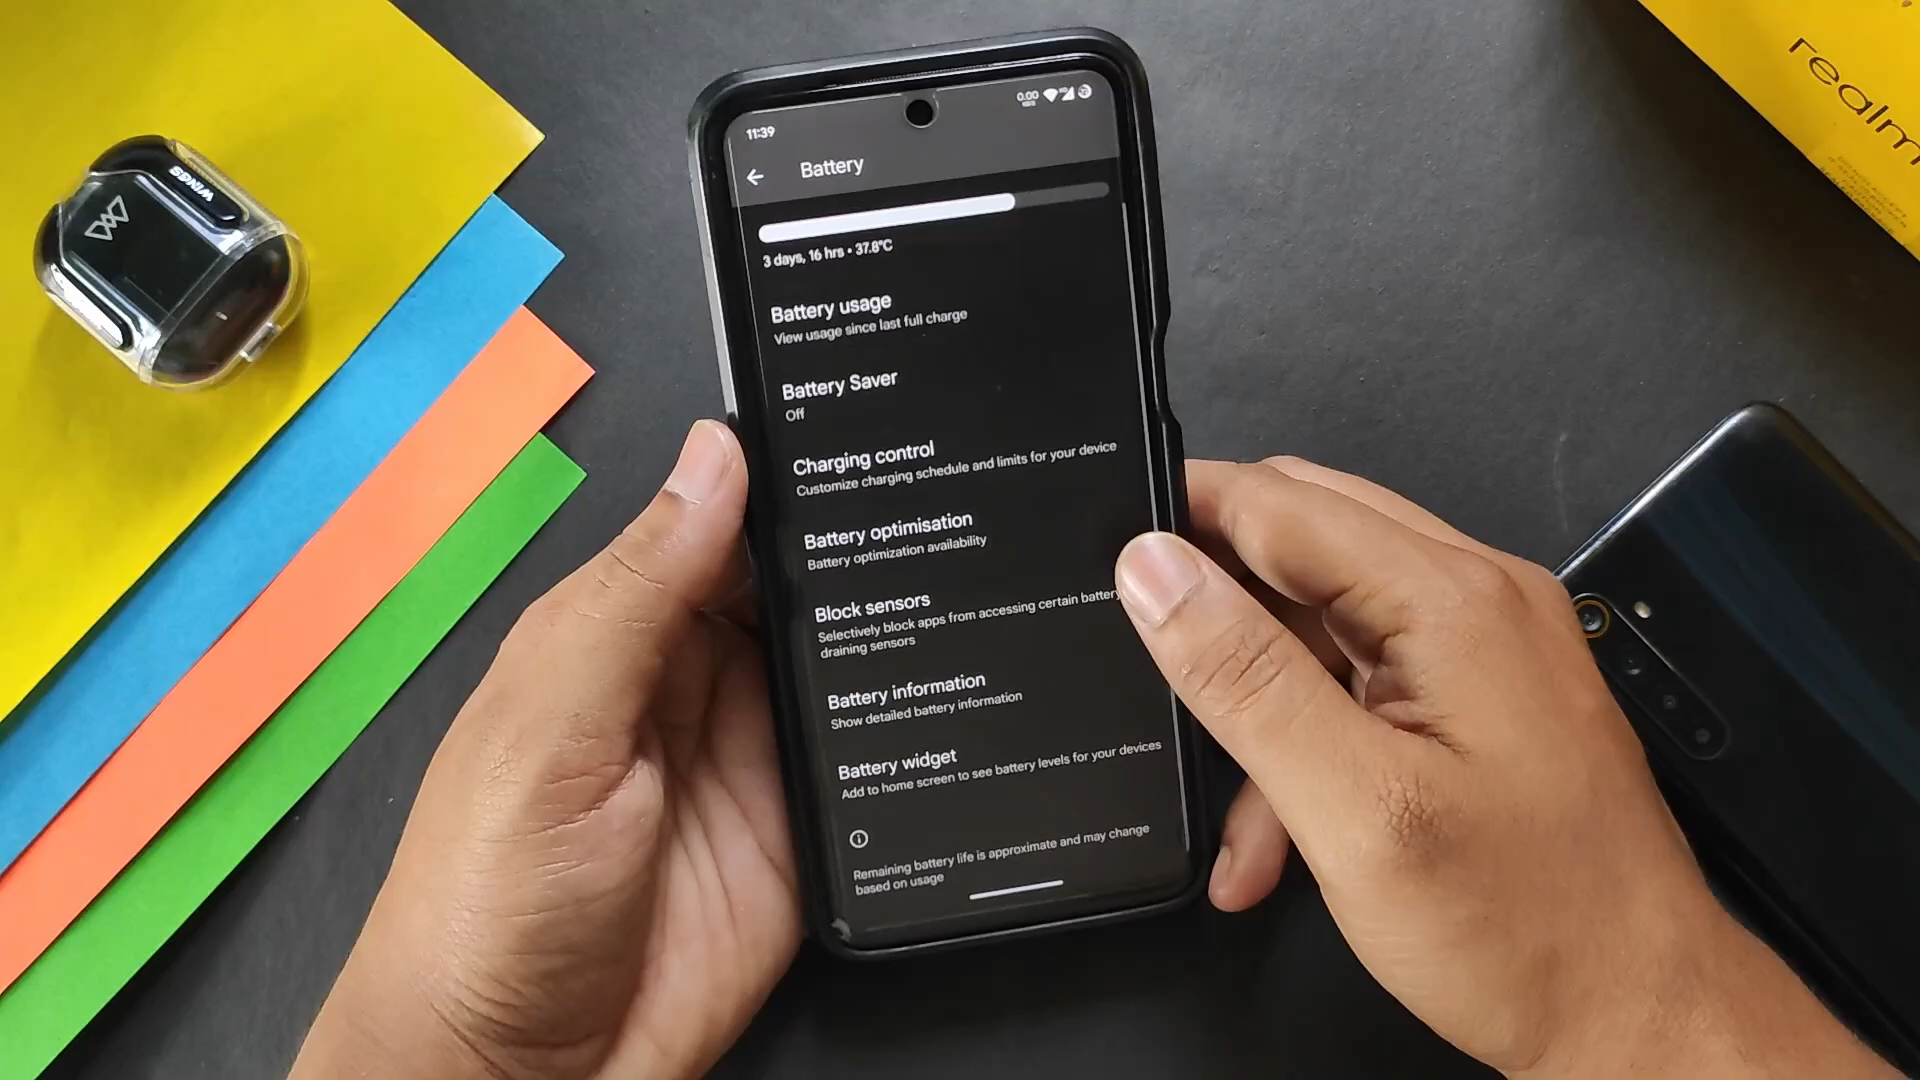 WINGS
realm
11:39
0.00
Battery
3 days, 16 hrs • 37.8°C
Battery usage
View usage since last full charge
Battery Saver
Off
Charging control
Customize charging schedule and limits for your device
Battery optimisation
Battery optimization availability
Block sensors
Selectively block apps from accessing certain battery
draining sensors
Battery information
Show detailed battery information
Battery widget
Add to home screen to see battery levels for your devices
Remaining battery life is approximate and may change
based on usage